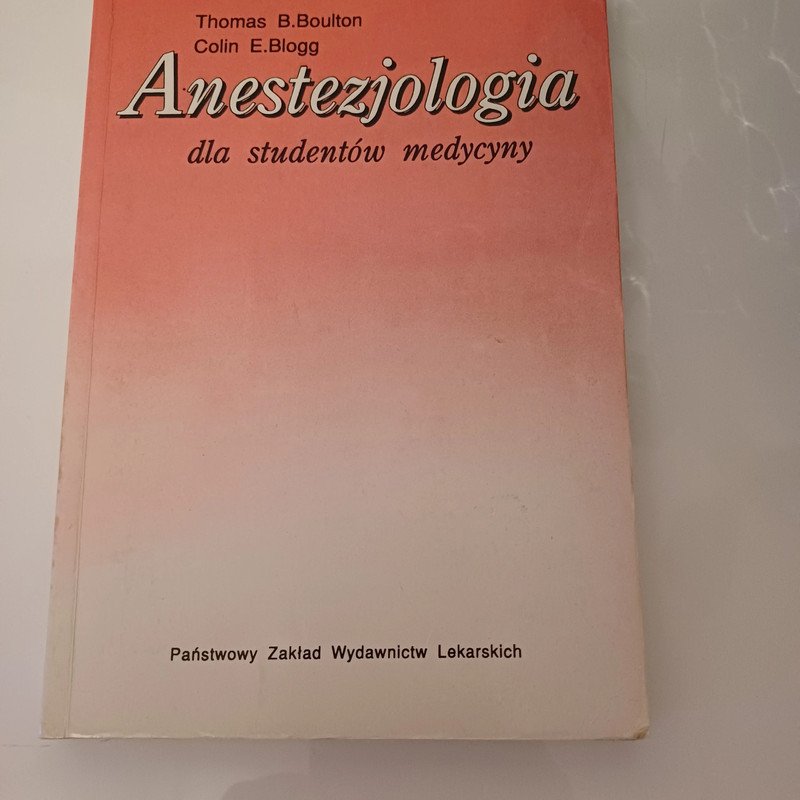 Thomas B.Boulton
Colin E.Blogg
Anestezjologia
dla studentów medycyny
Państwowy Zakład Wydawnictw Lekarskich